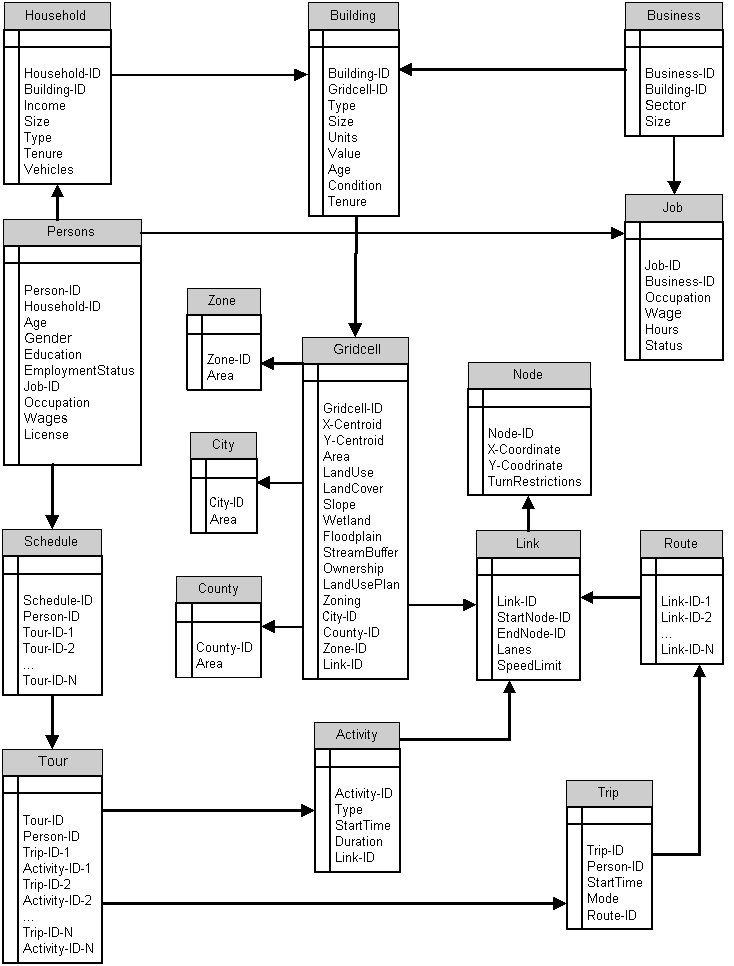 Household
Household-ID
Building-ID
Income
Size
Type
Tenure
Vehicles
Building
Building-ID
Gridcell-ID
Type
Size
Units
Value
Age
Condition
Tenure
Business
Business-ID
Building-ID
Sector
Size
Persons
Person-ID
Household-ID
Age
Gender
Education
EmploymentStatus
Job-ID
Occupation
Wages
License
Job
Job-ID
Business-ID
Occupation
Wage
Hours
Status
Zone
Zone-ID
Area
Gridcell
Gridcell-ID
X-Centroid
Y-Centroid
Area
LandUse
LandCover
Slope
Wetland
Floodplain
StreamBuffer
Ownership
LandUsePlan
Zoning
City-ID
County-ID
Zone-ID
Link-ID
Node
Node-ID
X-Coordinate
Y-Coodrinate
TurnRestrictions
City
City-ID
Area
County
County-ID
Area
Schedule
Schedule-ID
Person-ID
Tour-ID-1
Tour-ID-2
...
Tour-ID-N
Link
Link-ID
StartNode-ID
EndNode-ID
Lanes
SpeedLimit
Route
Link-ID-1
Link-ID-2
...
Link-ID-N
Tour
Tour-ID
Person-ID
Trip-ID-1
Activity-ID-1
Trip-ID-2
Activity-ID-2
...
Trip-ID-N
Activity-ID-N
Activity
Activity-ID
Type
StartTime
Duration
Link-ID
Trip
Trip-ID
Person-ID
StartTime
Mode
Route-ID